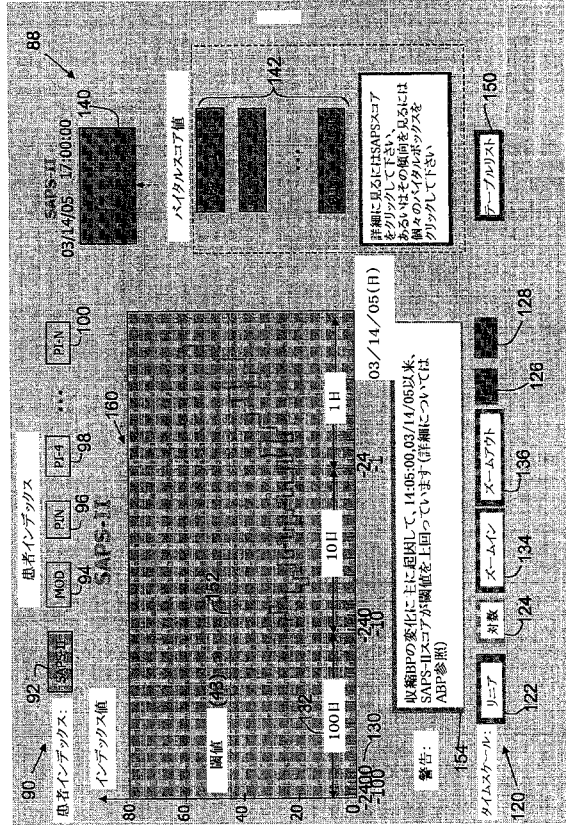 患者インデックス
88
90
患者インデックス:
92
SAPS-II
MOD
94
PDN
96
PI-4
98
...
PI-N
100
SAPS-II
160
SAPS-II
03/14/05 17:00:00
140
インデックス値
80
60
40
20
0
閾値
152
132
100日
10日
1日
-2400
-100
-240
-10
-24
-1
130
03/14/05(日)
バイタルスコア値
142
...
詳細に見るにはSAPSスコア
をクリックして下さい、
あるいはその傾向を見るには
個々のバイタルボックスを
クリックして下さい
警告:
154
収縮BPの変化に主に起因して、14:05:00,03/14/05以来、
SAPS-IIスコアが閾値を上回っています(詳細については
ABP参照)
タイムスケール:
120
リニア
122
対数
124
ズームイン
134
ズームアウト
136
126
128
テーブルリスト
150